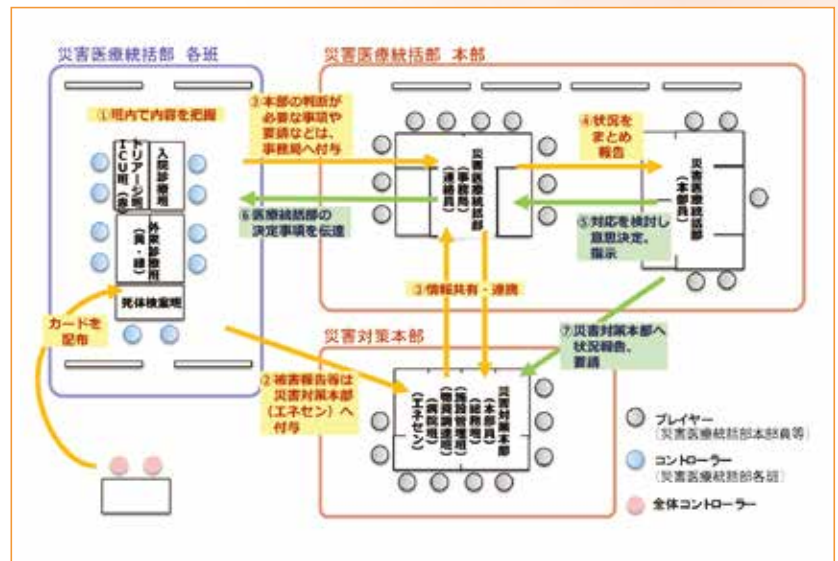 災害医療統括部 各班
災害医療統括部 本部
①班内で内容を把握
トリアージ班
ICU班(赤)
入院診療班
外来診療班
(黄・緑)
死体検案班
カードを
配布
③本部の判断が
必要な事項や
要請などは、
事務局へ付与
⑥医療統括部の
決定事項を伝達
災害医療統括部
(事務局)
(連絡員)
④状況を
まとめ
報告
⑤対応を検討し
意思決定、
指示
災害医療統括部
(本部員)
③情報共有・連携
災害対策本部
②被害報告等は
災害対策本部
(エネセン)へ
付与
⑦災害対策本部へ
状況報告、
要請
災害対策本部
(本部員)
(総務班)
(施設管理班)
(物資調達班)
(病院班)
(エネセン)
プレイヤー
(災害医療統括部本部員等)
コントローラー
(災害医療統括部各班)
全体コントローラー